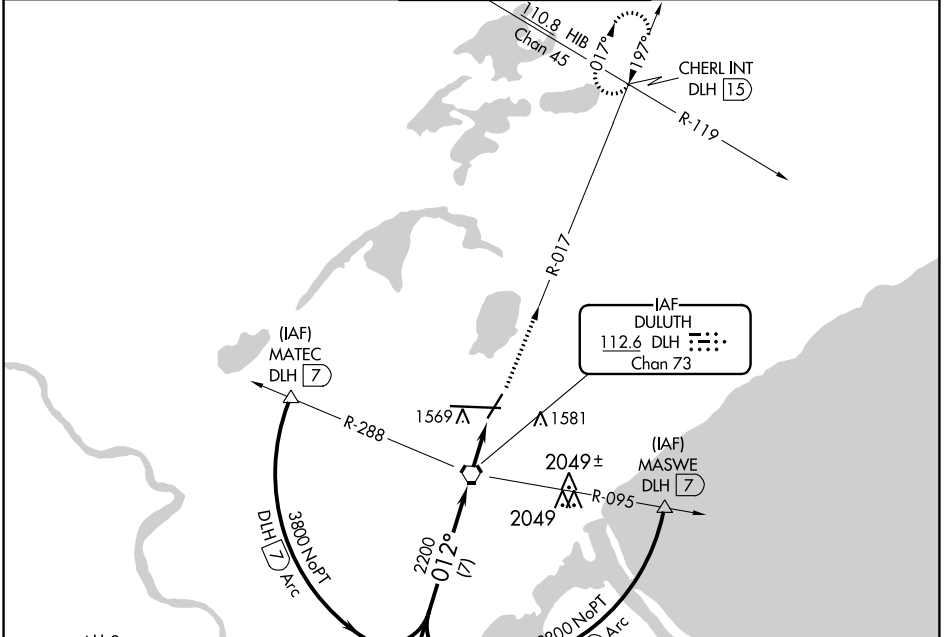 110.8 HIB
Chan 45
017°
197°
CHERL INT
DLH 15
R-119
R-017
IAF
DULUTH
112.6 DLH
Chan 73
(IAF)
MATEC
DLH 7
R-288
1569
1581
(IAF)
MASWE
DLH 7
2049±
R-095
2049
3800 NoPT
DLH 7 Arc
2200
012°
(7)
NoPT
Arc